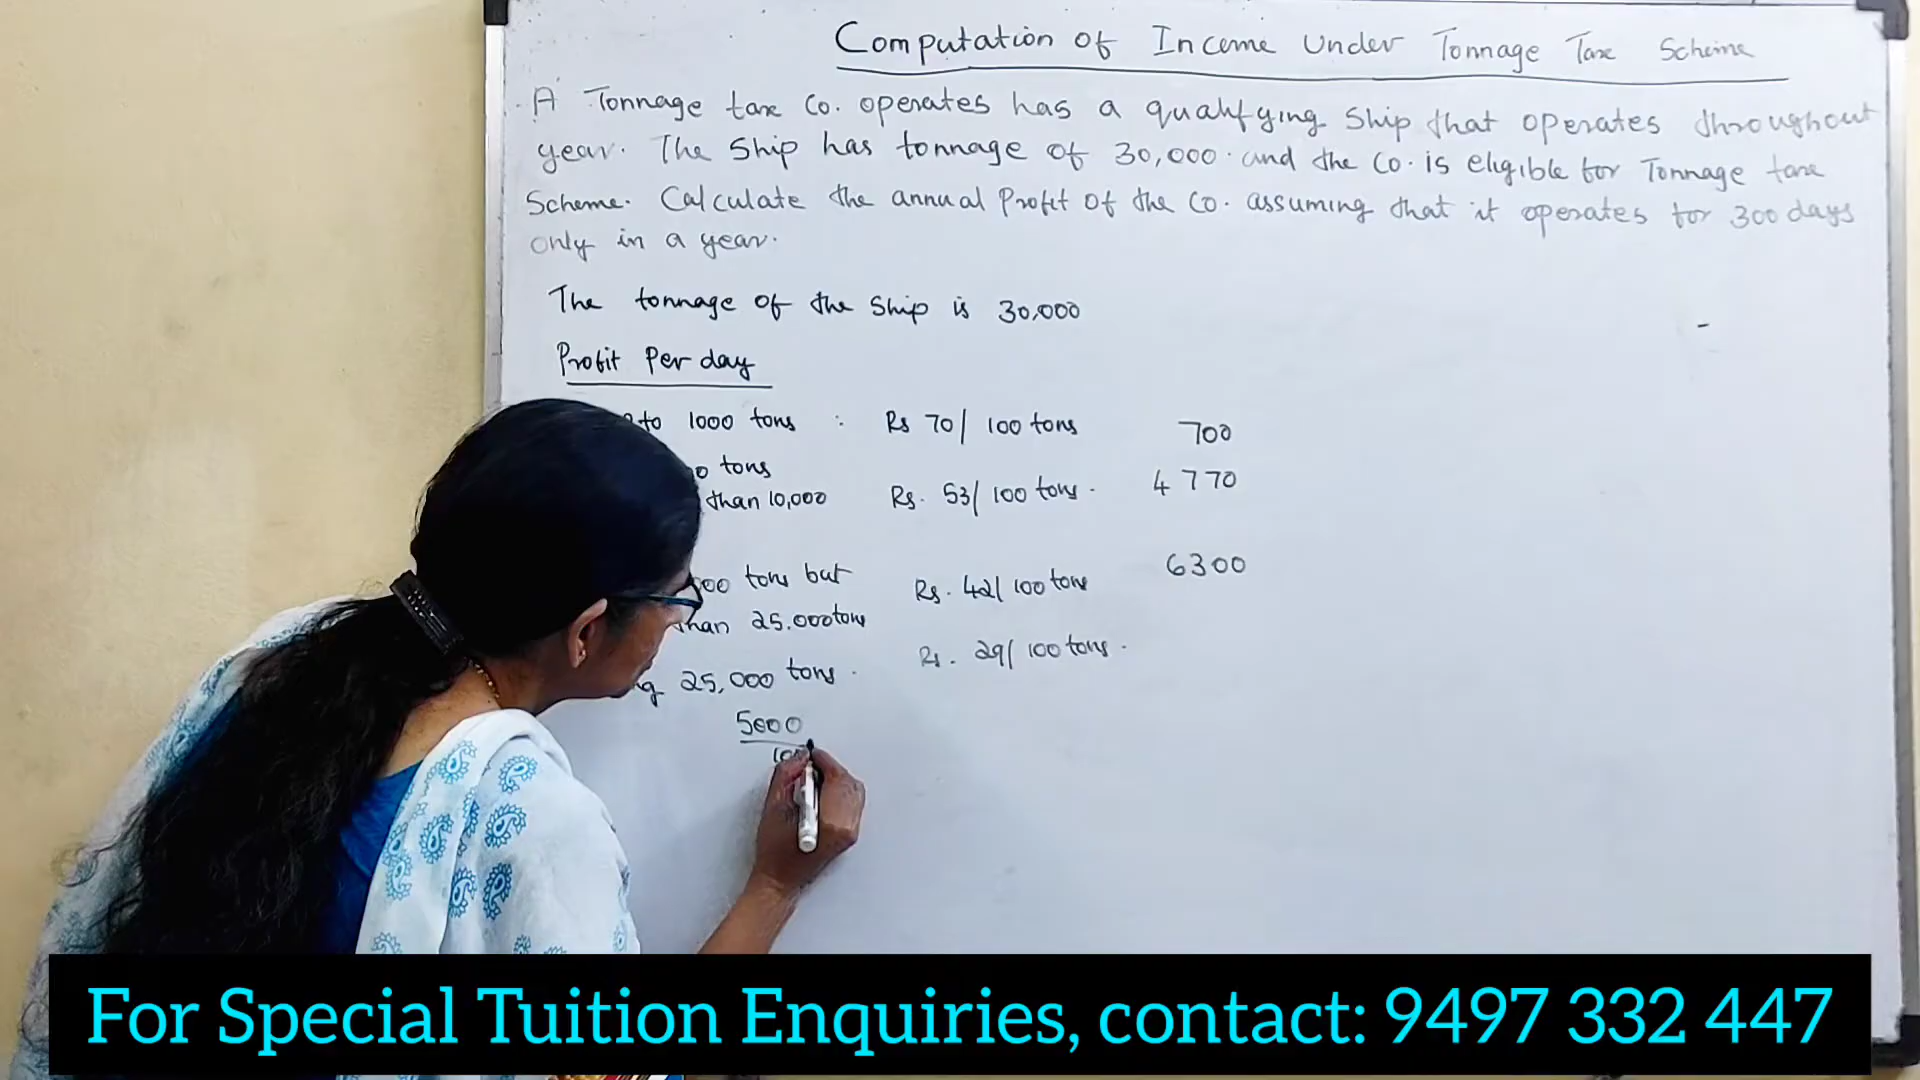 Computation of Income Under Tonnage Tax Scheme
A Tonnage tax Co. operates has a qualifying Ship that operates throughout
year. The Ship has tonnage of 30,000. and the Co. is eligible for Tonnage tax
Scheme. Calculate the annual Profit of the Co. assuming that it operates for 300 days
only in a year.
The tonnage of the Ship is 30,000
Profit Per day
to 1000 tons : Rs 70/ 100 tons 700
tons
than 10,000 Rs. 53/ 100 tons. 4770
tons but Rs. 42/ 100 tons 6300
than 25.000 tons
Rs. 29/ 100 tons.
25,000 tons.
5000
100
For Special Tuition Enquiries, contact: 9497 332 447